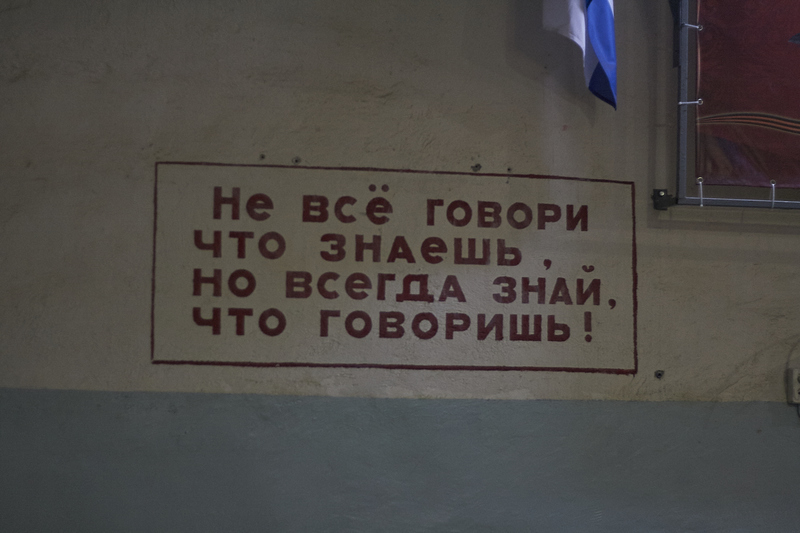 Не всё говори
что знаешь,
но всегда знай,
что говоришь!